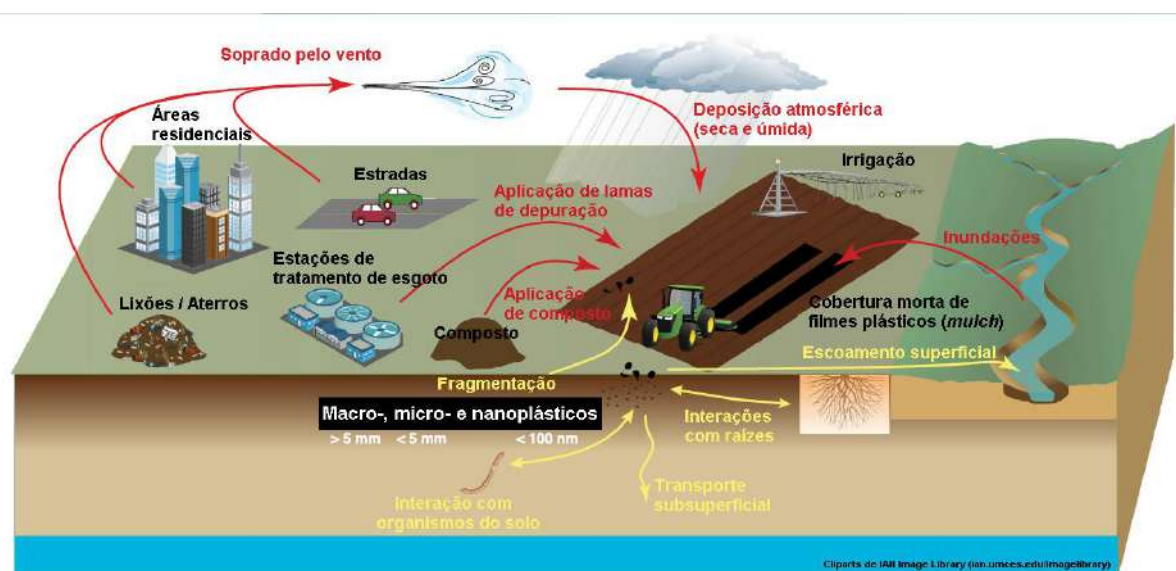 Soprado pelo vento
Áreas
residenciais
Deposição atmosférica
(seca e úmida)
Irrigação
Estradas
Aplicação de lamas
de depuração
Inundações
Estações de
tratamento de esgoto
Lixões / Aterros
Aplicação
de composto
Composto
Cobertura morta de
filmes plásticos (mulch)
Escoamento superficial
Fragmentação
Macro-, micro- e nanoplásticos
> 5 mm < 5 mm < 100 nm
Interações
com raízes
Interação com
organismos do solo
Transporte
subsuperficial
Cliparts de IAN Image Library (ian.umces.edu/imagelibrary)